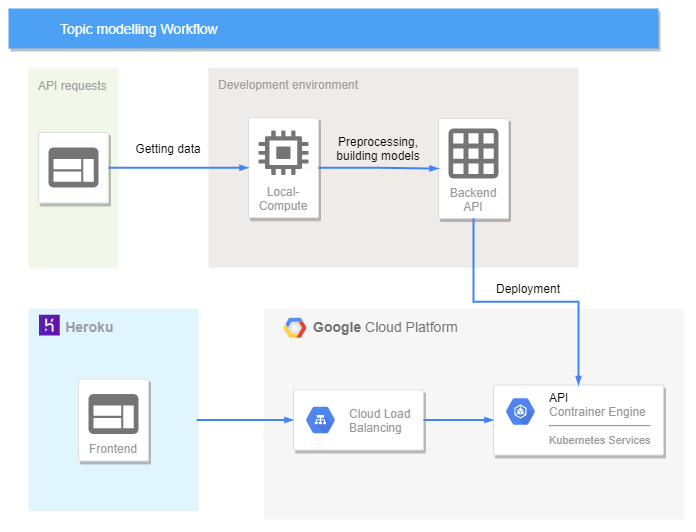 Topic modelling Workflow
API requests
Development environment
Getting data
Preprocessing,
building models
Local-
Compute
Backend
API
Deployment
Heroku
Google Cloud Platform
Frontend
Cloud Load
Balancing
API
Contrainer Engine
Kubernetes Services